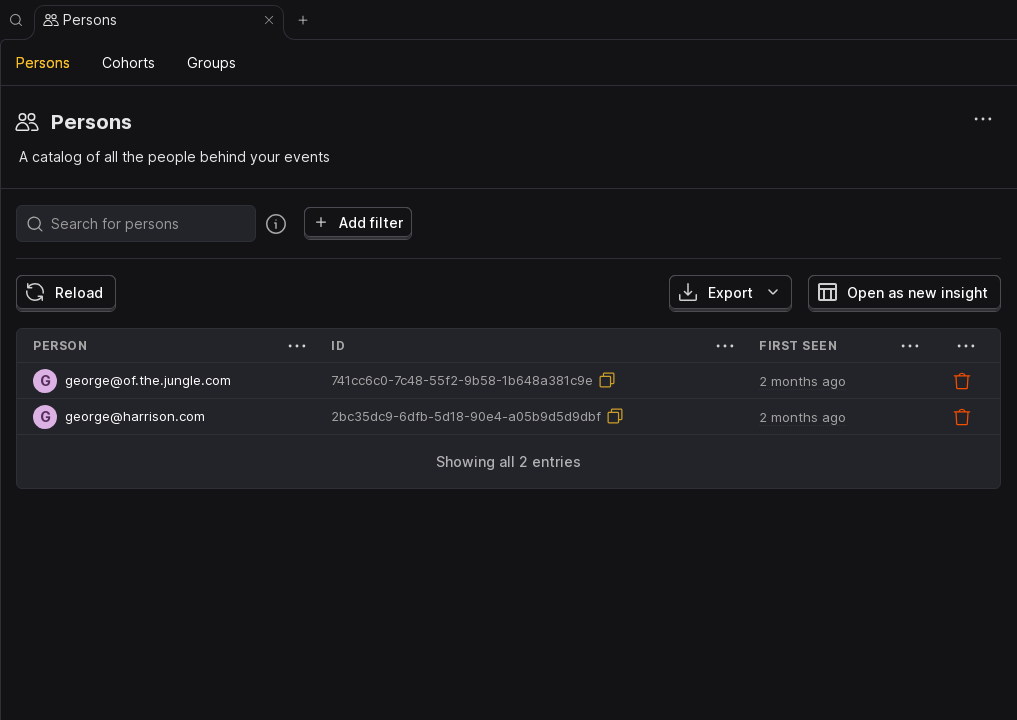 Persons
Persons Cohorts Groups
Persons
A catalog of all the people behind your events
Search for persons Add filter
Reload Export Open as new insight
PERSON ID FIRST SEEN
G george@of.the.jungle.com 741cc6c0-7c48-55f2-9b58-1b648a381c9e 2 months ago
G george@harrison.com 2bc35dc9-6dfb-5d18-90e4-a05b9d5d9dbf 2 months ago
Showing all 2 entries